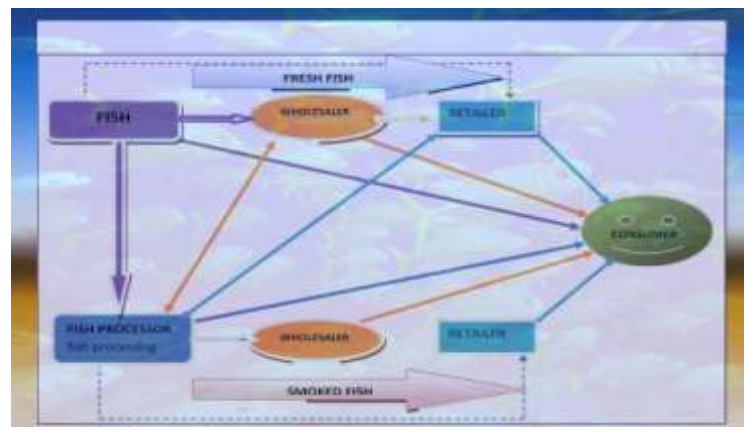 FRESH FISH
FISH
WHOLESALER
RETAILER
CONSUMER
FISH PROCESSOR
fish processing
WHOLESALER
RETAILER
SMOKED FISH